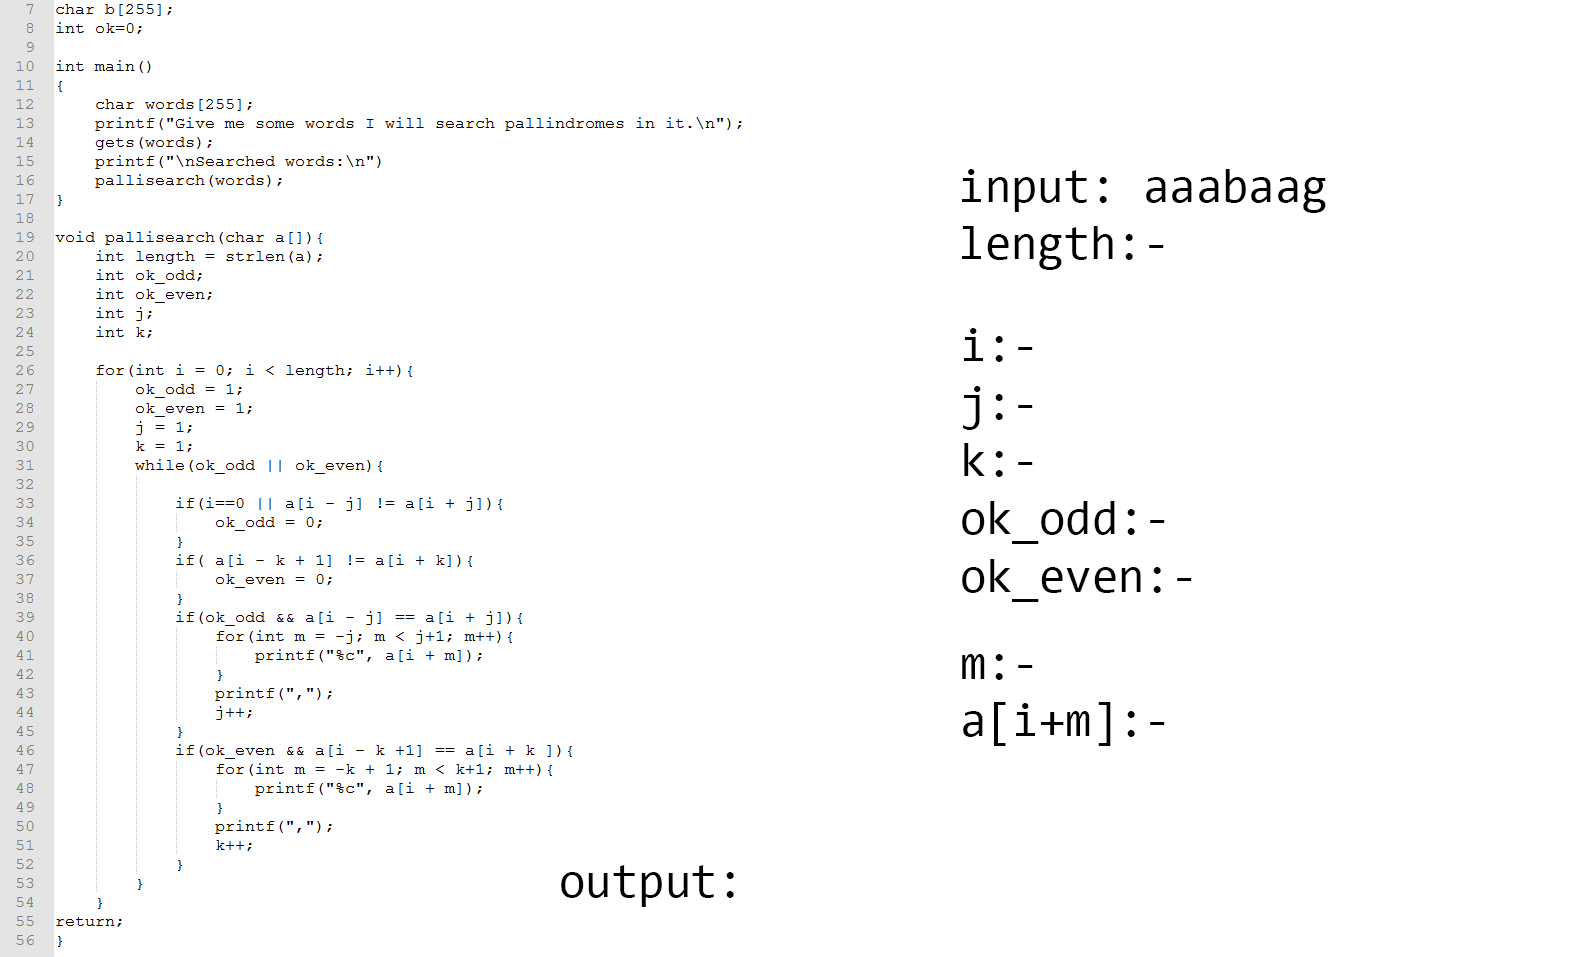 7 char b[255];
8 int ok=0;
9
10 int main()
11 {
12     char words[255];
13     printf("Give me some words I will search pallindromes in it.\n");
14     gets(words);
15     printf("\nSearched words:\n")
16     pallisearch(words);
17 }
18
19 void pallisearch(char a[]){
20     int length = strlen(a);
21     int ok_odd;
22     int ok_even;
23     int j;
24     int k;
25
26     for(int i = 0; i < length; i++){
27         ok_odd = 1;
28         ok_even = 1;
29         j = 1;
30         k = 1;
31         while(ok_odd || ok_even){
32
33             if(i==0 || a[i - j] != a[i + j]){
34                 ok_odd = 0;
35             }
36             if( a[i - k + 1] != a[i + k]){
37                 ok_even = 0;
38             }
39             if(ok_odd && a[i - j] == a[i + j]){
40                 for(int m = -j; m < j+1; m++){
41                     printf("%c", a[i + m]);
42                 }
43                 printf(",");
44                 j++;
45             }
46             if(ok_even && a[i - k +1] == a[i + k ]){
47                 for(int m = -k + 1; m < k+1; m++){
48                     printf("%c", a[i + m]);
49                 }
50                 printf(",");
51                 k++;
52             }
53         }
54     }
55 return;
56 }
input: aaabaag
length:-
i:-
j:-
k:-
ok_odd:-
ok_even:-
m:-
a[i+m]:-
output: